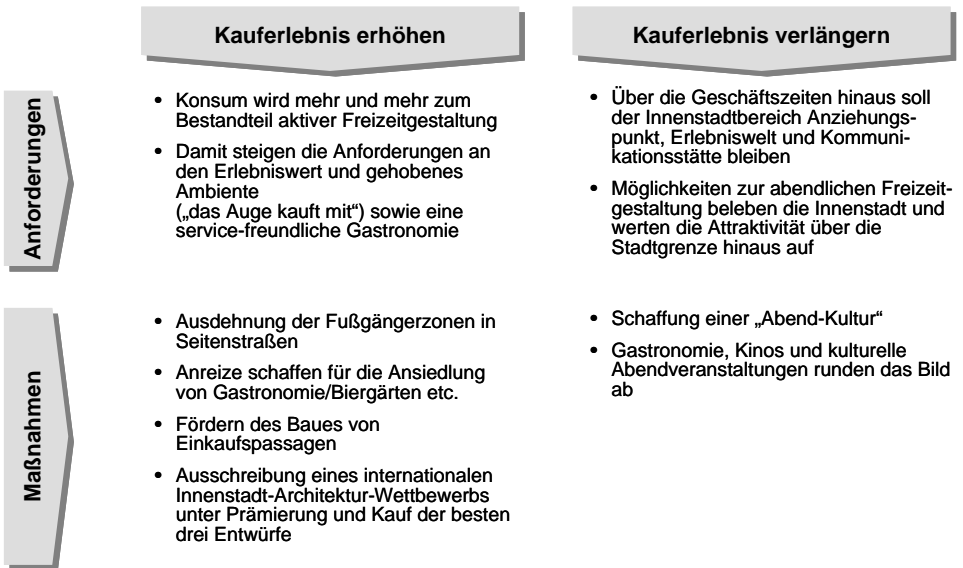 Kauferlebnis erhöhen
Kauferlebnis verlängern
Anforderungen
• Konsum wird mehr und mehr zum
Bestandteil aktiver Freizeitgestaltung
• Damit steigen die Anforderungen an
den Erlebniswert und gehobenes
Ambiente
(„das Auge kauft mit“) sowie eine
service-freundliche Gastronomie
• Über die Geschäftszeiten hinaus soll
der Innenstadtbereich Anziehungs-
punkt, Erlebniswelt und Kommuni-
kationsstätte bleiben
• Möglichkeiten zur abendlichen Freizeit-
gestaltung beleben die Innenstadt und
werten die Attraktivität über die
Stadtgrenze hinaus auf
Maßnahmen
• Ausdehnung der Fußgängerzonen in
Seitenstraßen
• Anreize schaffen für die Ansiedlung
von Gastronomie/Biergärten etc.
• Fördern des Baues von
Einkaufspassagen
• Ausschreibung eines internationalen
Innenstadt-Architektur-Wettbewerbs
unter Prämierung und Kauf der besten
drei Entwürfe
• Schaffung einer „Abend-Kultur“
• Gastronomie, Kinos und kulturelle
Abendveranstaltungen runden das Bild
ab